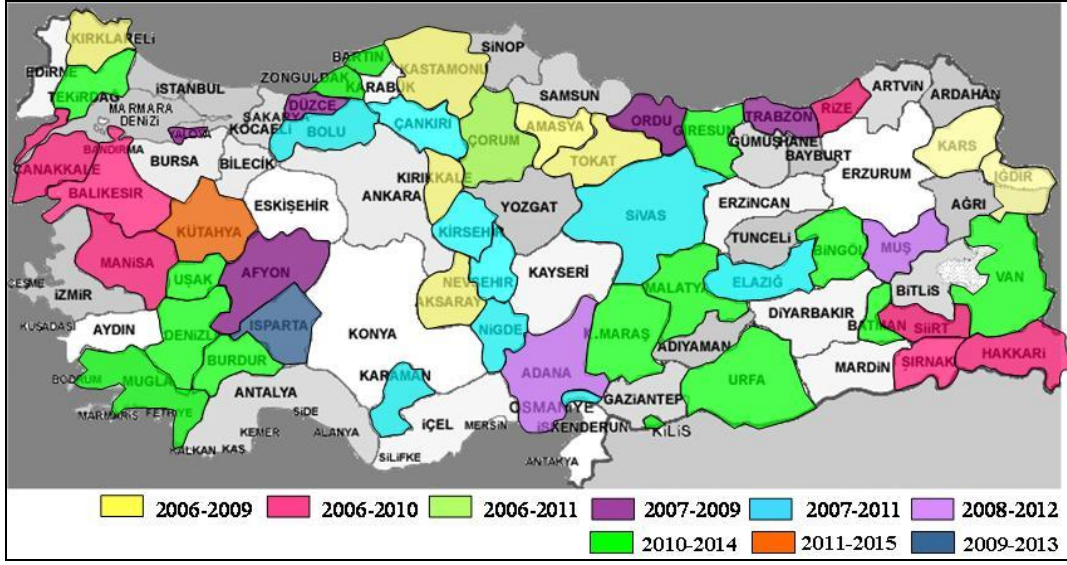 KIRKLARELİ
EDİRNE
TEKİRDAĞ
İSTANBUL
MARMARA
DENİZİ
KOCAELİ
SAKARYA
YALOVA
DÜZCE
ZONGULDAK
BARTIN
KARABÜK
KASTAMONU
SİNOP
SAMSUN
BOLU
ÇANKIRI
ÇORUM
AMASYA
TOKAT
ORDU
GİRESUN
TRABZON
RİZE
ARTVİN
ARDAHAN
GÜMÜŞHANE
BAYBURT
KARS
IĞDIR
ERZURUM
AĞRI
ÇANAKKALE
BANDIRMA
BALIKESIR
BURSA
BİLECİK
ESKİŞEHİR
ANKARA
KIRIKKALE
YOZGAT
SİVAS
ERZİNCAN
TUNCELİ
BİNGÖL
MUŞ
VAN
BİTLİS
KÜTAHYA
MANİSA
UŞAK
AFYON
KİRŞEHİR
NEVŞEHIR
KAYSERİ
AKSARAY
NİGDE
MALATYA
ELAZIĞ
DİYARBAKIR
BATMAN
SİİRT
ŞIRNAK
HAKKARİ
ÇEŞME
İZMİR
KUŞADASI
AYDIN
DENİZLİ
ISPARTA
BURDUR
KONYA
KARAMAN
ADANA
K.MARAŞ
ADIYAMAN
URFA
MARDİN
BODRUM
MUGLA
MARMARİS
FETHİYE
ANTALYA
SİDE
KEMER
ALANYA
KALKAN
KAŞ
İÇEL
MERSİN
SİLİFKE
OSMANİYE
GAZİANTEP
İSKENDERUN
KİLİS
ANTAKYA
2006-2009 2006-2010 2006-2011 2007-2009 2007-2011 2008-2012
2010-2014 2011-2015 2009-2013